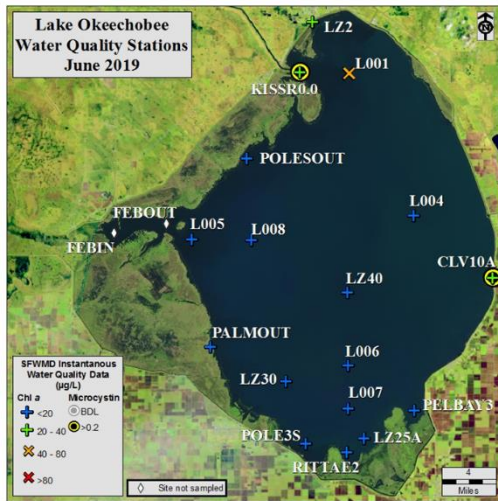 Lake Okeechobee
Water Quality Stations
June 2019
N
LZ2
L001
KISSR0.0
POLESOUT
L004
FEBOUT
L005
L008
FEBIN
CLV10A
LZ40
PALMOUT
L006
LZ30
L007
PELBAY3
POLE3S
LZ25A
RITTAE2
SFWMD Instantanous
Water Quality Data
(µg/L)
Chl a Microcystin
<20 BDL
20 - 40 >0.2
40 - 80
>80
Site not sampled
4
Miles